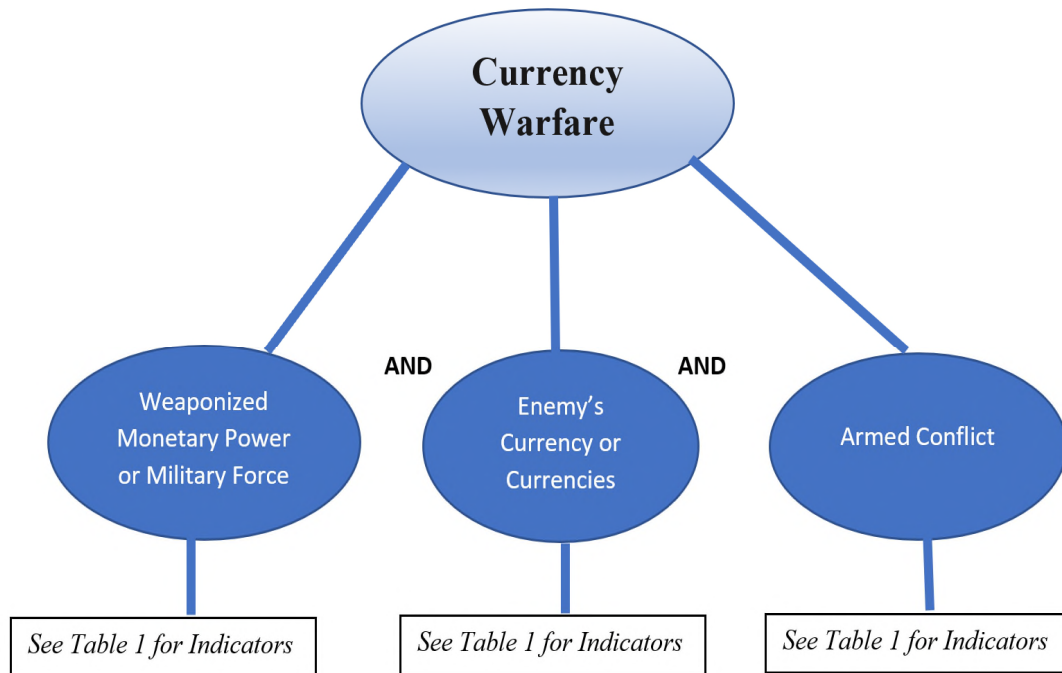 Currency
Warfare
AND
AND
Weaponized
Monetary Power
or Military Force
Enemy’s
Currency or
Currencies
Armed Conflict
See Table 1 for Indicators
See Table 1 for Indicators
See Table 1 for Indicators